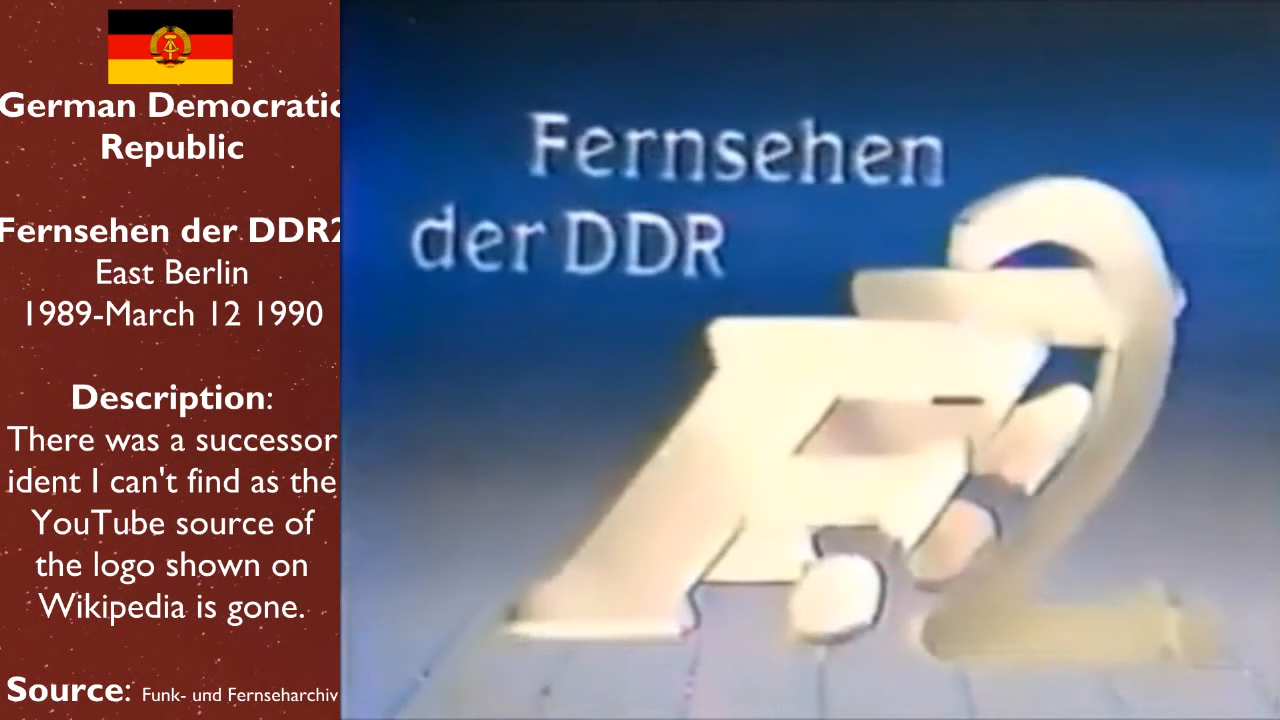 German Democratic
Republic
Fernsehen der DDR2
East Berlin
1989-March 12 1990
Description:
There was a successor
ident I can't find as the
YouTube source of
the logo shown on
Wikipedia is gone.
Source: Funk- und Fernseharchiv
Fernsehen
der DDR
F2